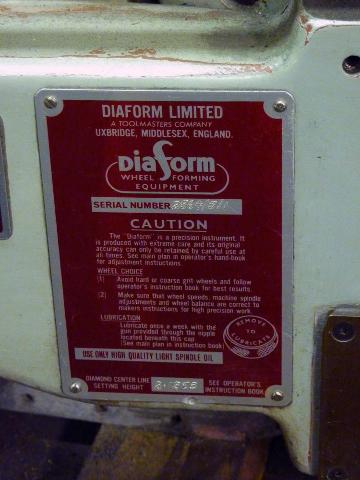 DIAFORM LIMITED
A TOOLMASTERS COMPANY
UXBRIDGE, MIDDLESEX, ENGLAND.
diaform
WHEEL FORMING
EQUIPMENT
SERIAL NUMBER
CAUTION
The "Diaform" is a precision instrument. It
is produced with extreme care and its original
accuracy can only be retained by careful use at
all times. See main plan in operator's hand-book
for adjustment instructions.
WHEEL CHOICE
(1) Avoid hard or coarse grit wheels and follow
operator's instruction book for best results.
(2) Make sure that wheel speeds, machine spindle
adjustments and wheel balance are correct to
makers instructions for high precision work
LUBRICATION
Lubricate once a week with the
gun provided through the nipple
located beneath this cap
(See main plan in instruction book)
REMOVE
TO
LUBRICATE
USE ONLY HIGH QUALITY LIGHT SPINDLE OIL
DIAMOND CENTER LINE
SETTING HEIGHT
SEE OPERATOR'S
INSTRUCTION BOOK